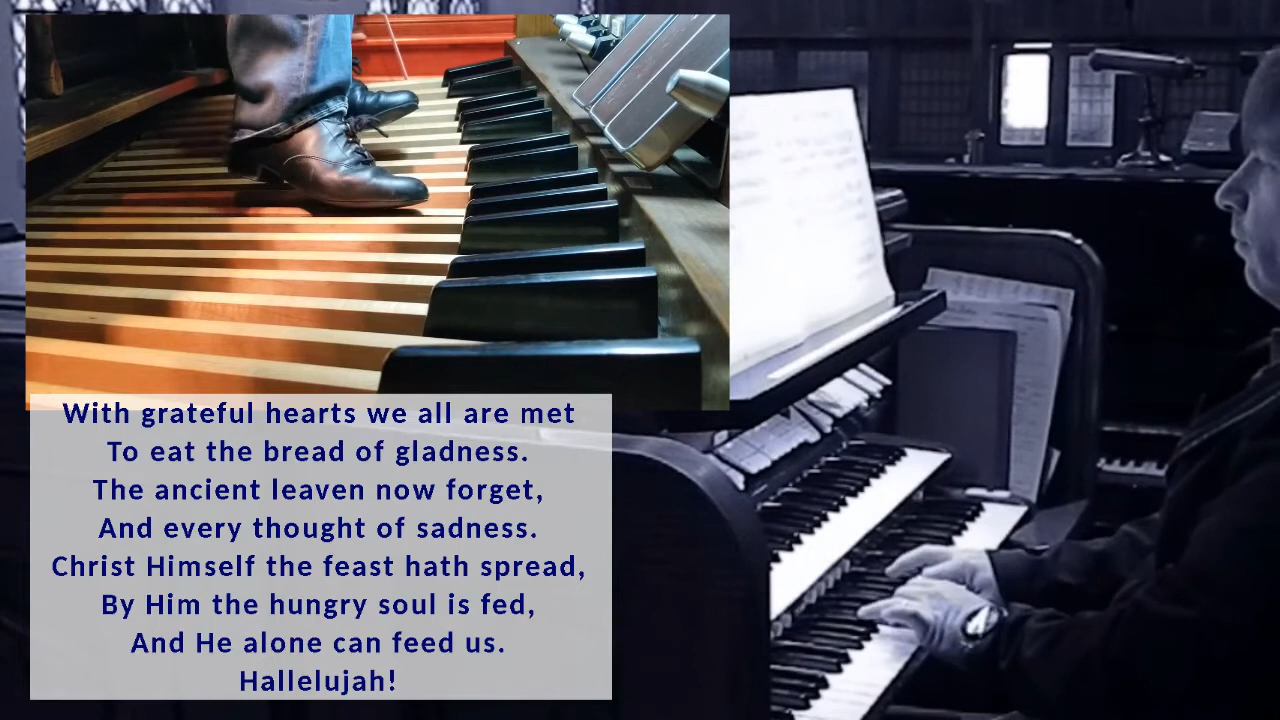 With grateful hearts we all are met
To eat the bread of gladness.
The ancient leaven now forget,
And every thought of sadness.
Christ Himself the feast hath spread,
By Him the hungry soul is fed,
And He alone can feed us.
Hallelujah!